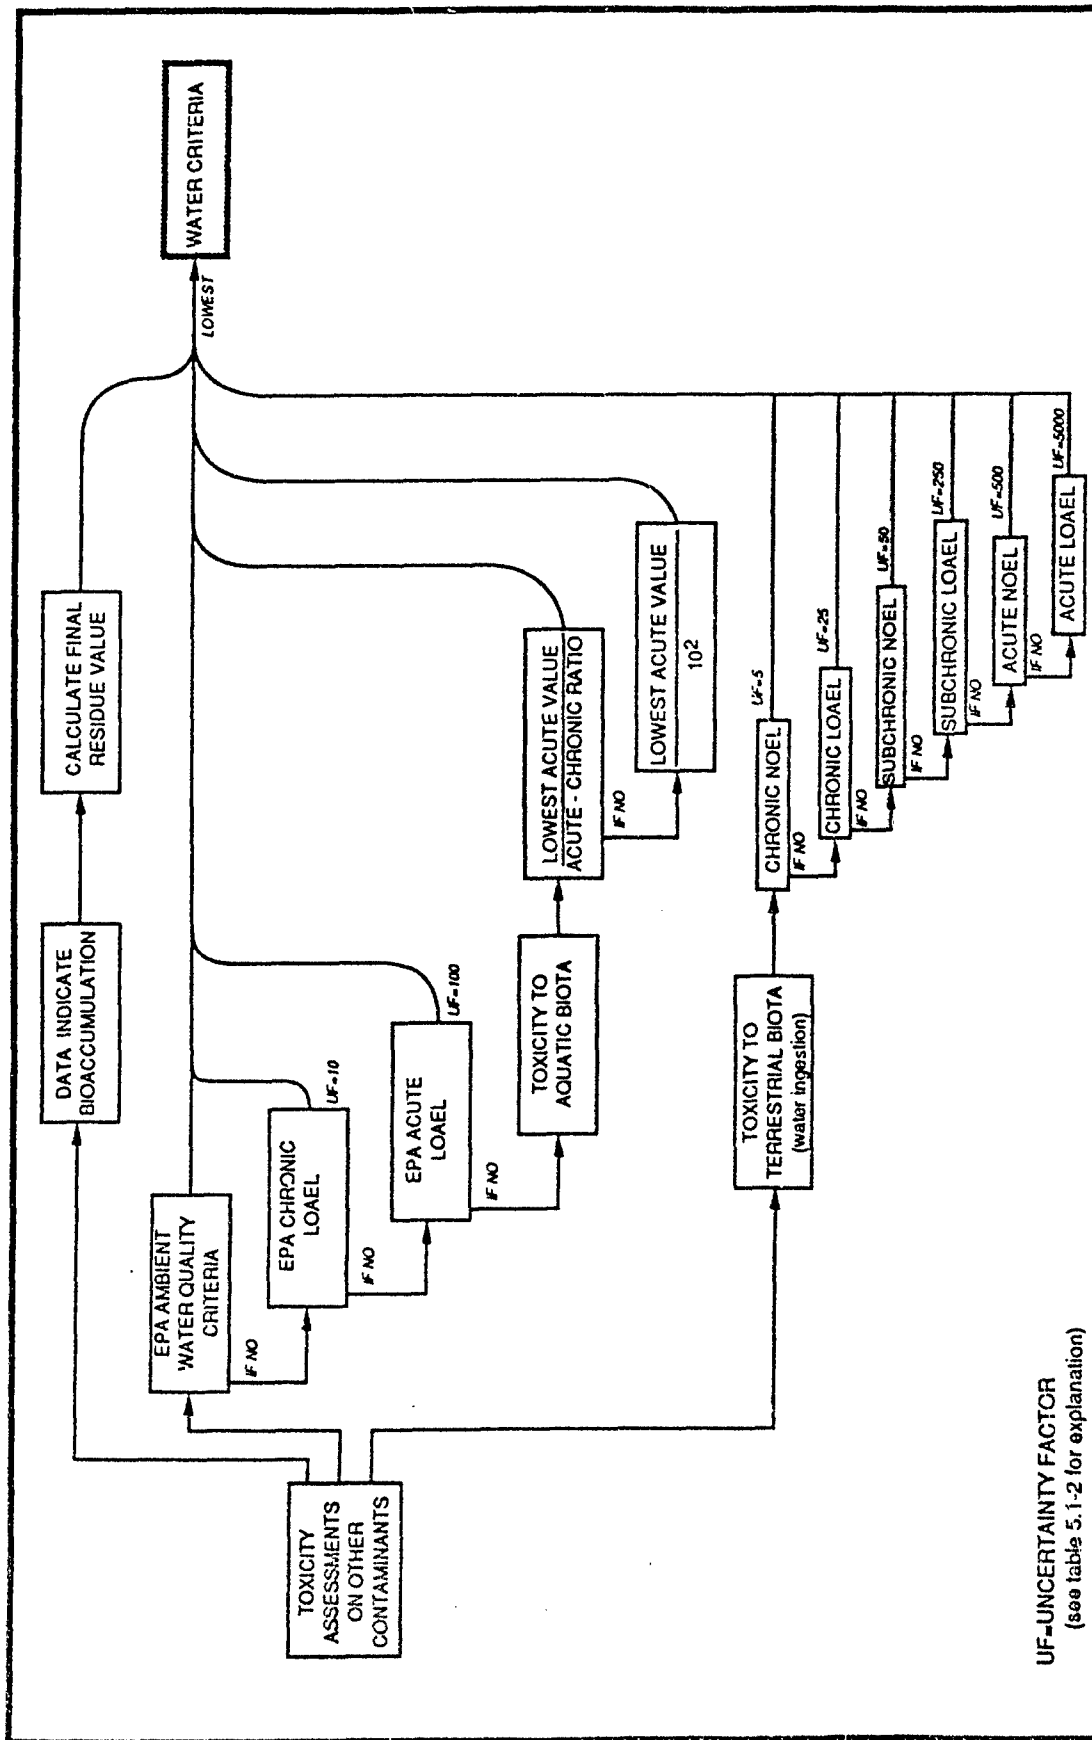 TOXICITY
ASSESSMENTS
ON OTHER
CONTAMINANTS
DATA INDICATE
BIOACCUMULATION
CALCULATE FINAL
RESIDUE VALUE
EPA AMBIENT
WATER QUALITY
CRITERIA
IF NO
EPA CHRONIC
LOAEL
UF=10
IF NO
EPA ACUTE
LOAEL
UF=100
IF NO
TOXICITY TO
AQUATIC BIOTA
LOWEST ACUTE VALUE
ACUTE - CHRONIC RATIO
IF NO
LOWEST ACUTE VALUE
10²
TOXICITY TO
TERRESTRIAL BIOTA
(water ingestion)
CHRONIC NOEL
UF=5
IF NO
CHRONIC LOAEL
UF=25
IF NO
SUBCHRONIC NOEL
UF=50
IF NO
SUBCHRONIC LOAEL
UF=250
IF NO
ACUTE NOEL
UF=500
IF NO
ACUTE LOAEL
UF=5000
LOWEST
WATER CRITERIA
UF=UNCERTAINTY FACTOR
(see table 5.1-2 for explanation)